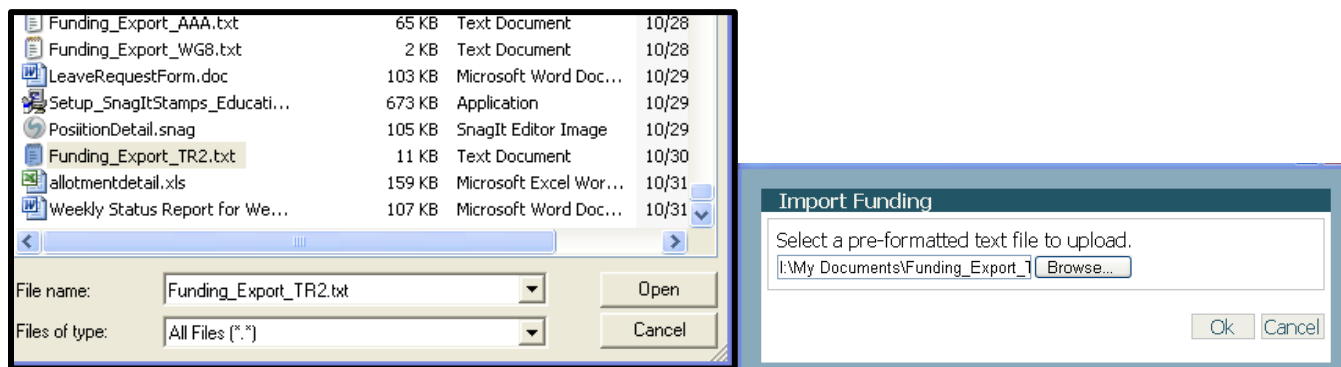 Funding_Export_AAA.txt 65 KB Text Document 10/28
Funding_Export_WG8.txt 2 KB Text Document 10/28
LeaveRequestForm.doc 103 KB Microsoft Word Doc... 10/29
Setup_SnagItStamps_Educati... 673 KB Application 10/29
PosiitionDetail.snag 105 KB SnagIt Editor Image 10/29
Funding_Export_TR2.txt 11 KB Text Document 10/30
allotmentdetail.xls 159 KB Microsoft Excel Wor... 10/31
Weekly Status Report for We... 107 KB Microsoft Word Doc... 10/31
File name: Funding_Export_TR2.txt Open
Files of type: All Files (*.*) Cancel
Import Funding
Select a pre-formatted text file to upload.
I:\My Documents\Funding_Export_T Browse...
Ok Cancel